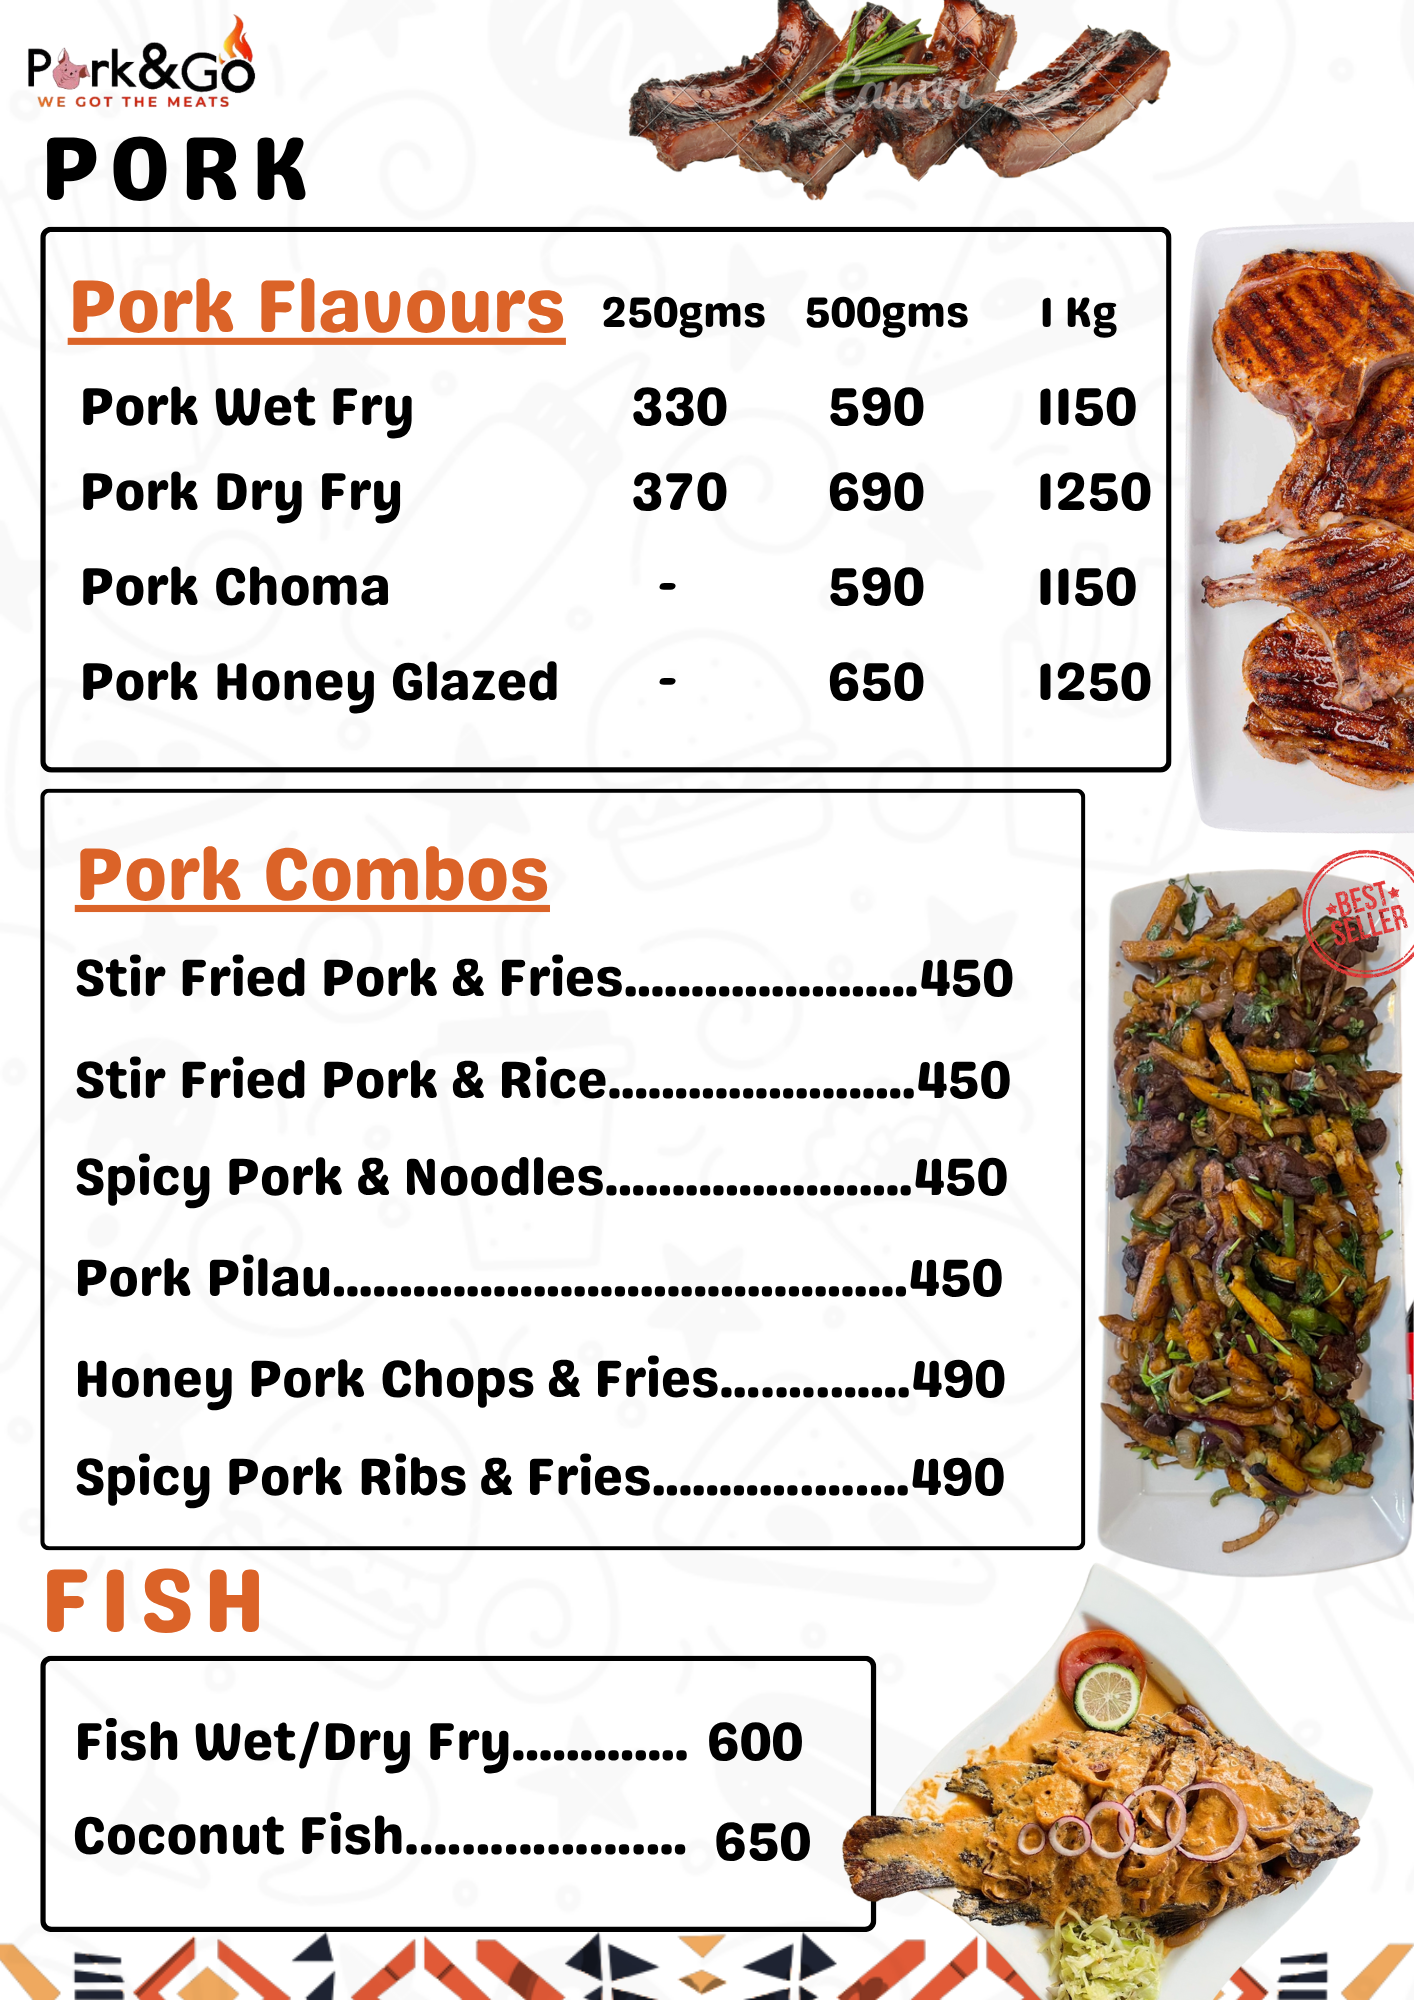 Pork&Go
WE GOT THE MEATS
Canva
PORK
Pork Flavours 250gms 500gms 1 Kg
Pork Wet Fry 330 590 1150
Pork Dry Fry 370 690 1250
Pork Choma - 590 1150
Pork Honey Glazed - 650 1250
Pork Combos
BEST
SELLER
Stir Fried Pork & Fries......................450
Stir Fried Pork & Rice.......................450
Spicy Pork & Noodles.......................450
Pork Pilau...........................................450
Honey Pork Chops & Fries..............490
Spicy Pork Ribs & Fries...................490
FISH
Fish Wet/Dry Fry............. 600
Coconut Fish.................... 650